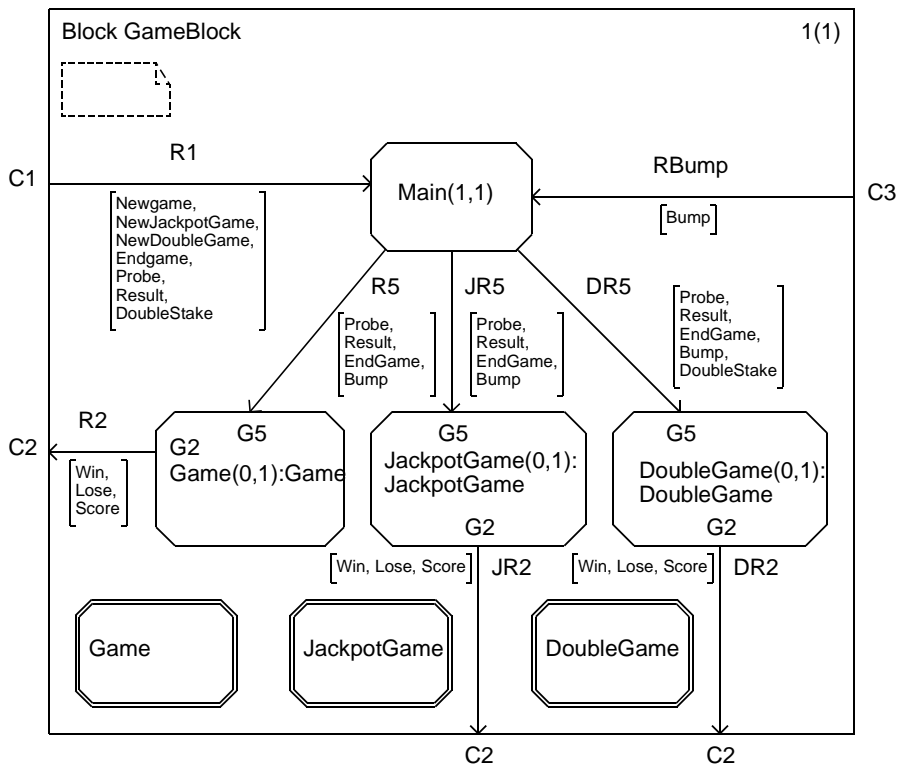 Block GameBlock
1(1)
R1
C1
Newgame,
NewJackpotGame,
NewDoubleGame,
Endgame,
Probe,
Result,
DoubleStake
Main(1,1)
RBump
C3
Bump
R5
Probe,
Result,
EndGame,
Bump
JR5
Probe,
Result,
EndGame,
Bump
DR5
Probe,
Result,
EndGame,
Bump,
DoubleStake
R2
C2
Win,
Lose,
Score
G5
G2
Game(0,1):Game
G5
JackpotGame(0,1):
JackpotGame
G2
G5
DoubleGame(0,1):
DoubleGame
G2
Win, Lose, Score
JR2
Win, Lose, Score
DR2
Game
JackpotGame
DoubleGame
C2
C2